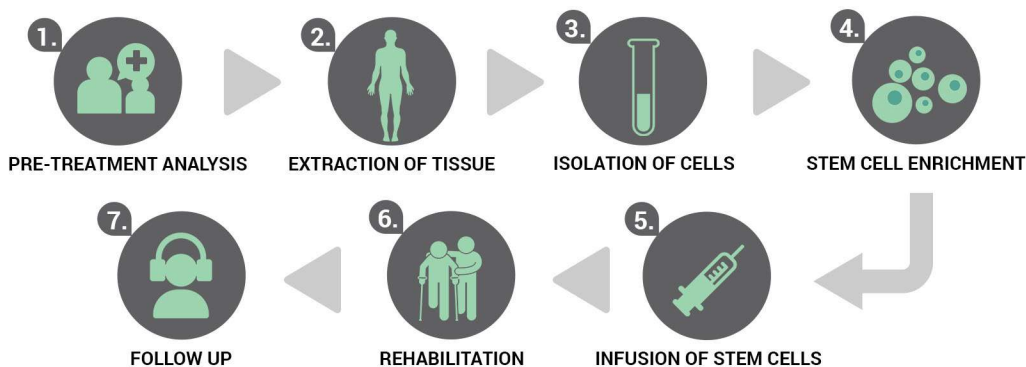 1.
PRE-TREATMENT ANALYSIS
2.
EXTRACTION OF TISSUE
3.
ISOLATION OF CELLS
4.
STEM CELL ENRICHMENT
5.
INFUSION OF STEM CELLS
6.
REHABILITATION
7.
FOLLOW UP